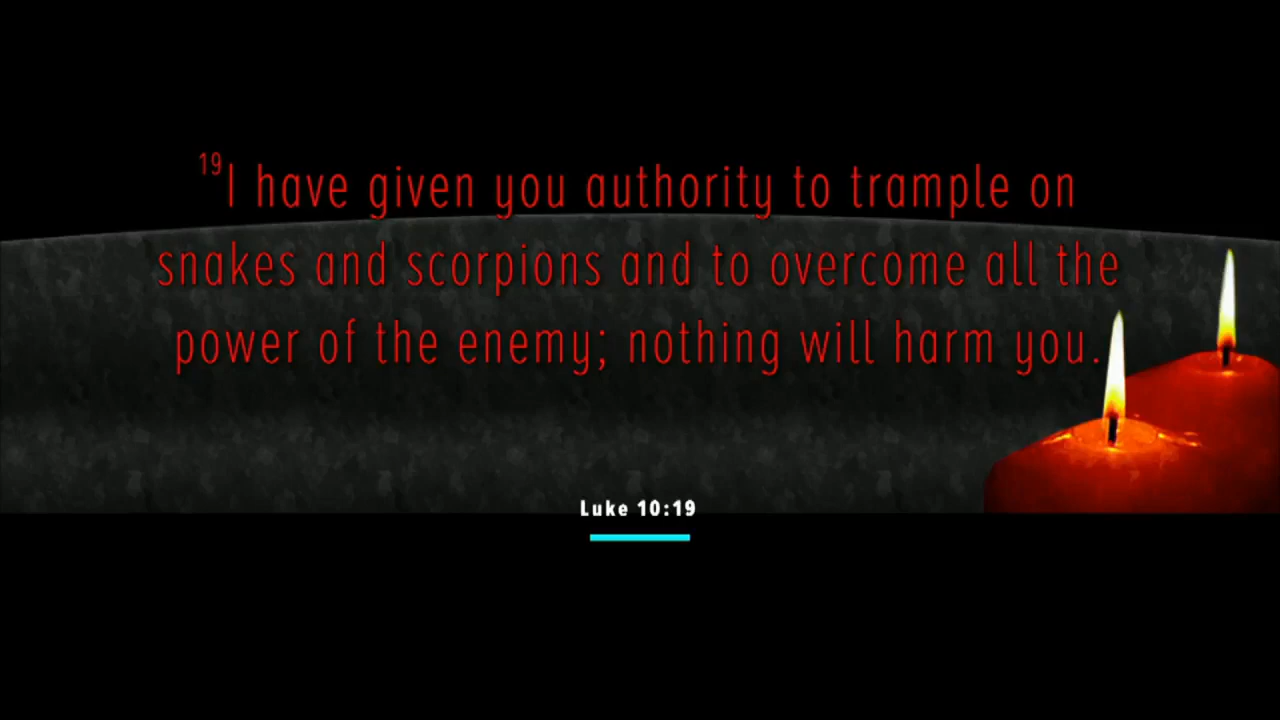 19I have given you authority to trample on
snakes and scorpions and to overcome all the
power of the enemy; nothing will harm you.
Luke 10:19